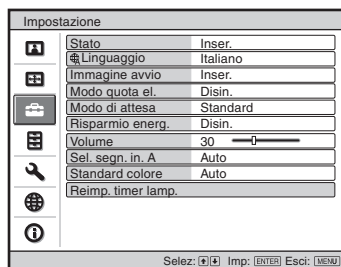 Impostazione
Stato Inser.
Linguaggio Italiano
Immagine avvio Inser.
Modo quota el. Disin.
Modo di attesa Standard
Risparmio energ. Disin.
Volume 30
Sel. segn. in. A Auto
Standard colore Auto
Reimp. timer lamp.
Selez: Imp: ENTER Esci: MENU